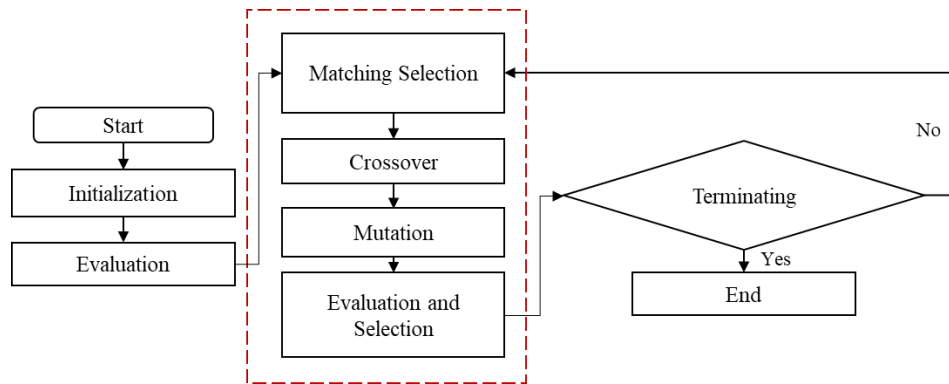 Start
Initialization
Evaluation
Matching Selection
Crossover
Mutation
Evaluation and
Selection
Terminating
No
Yes
End